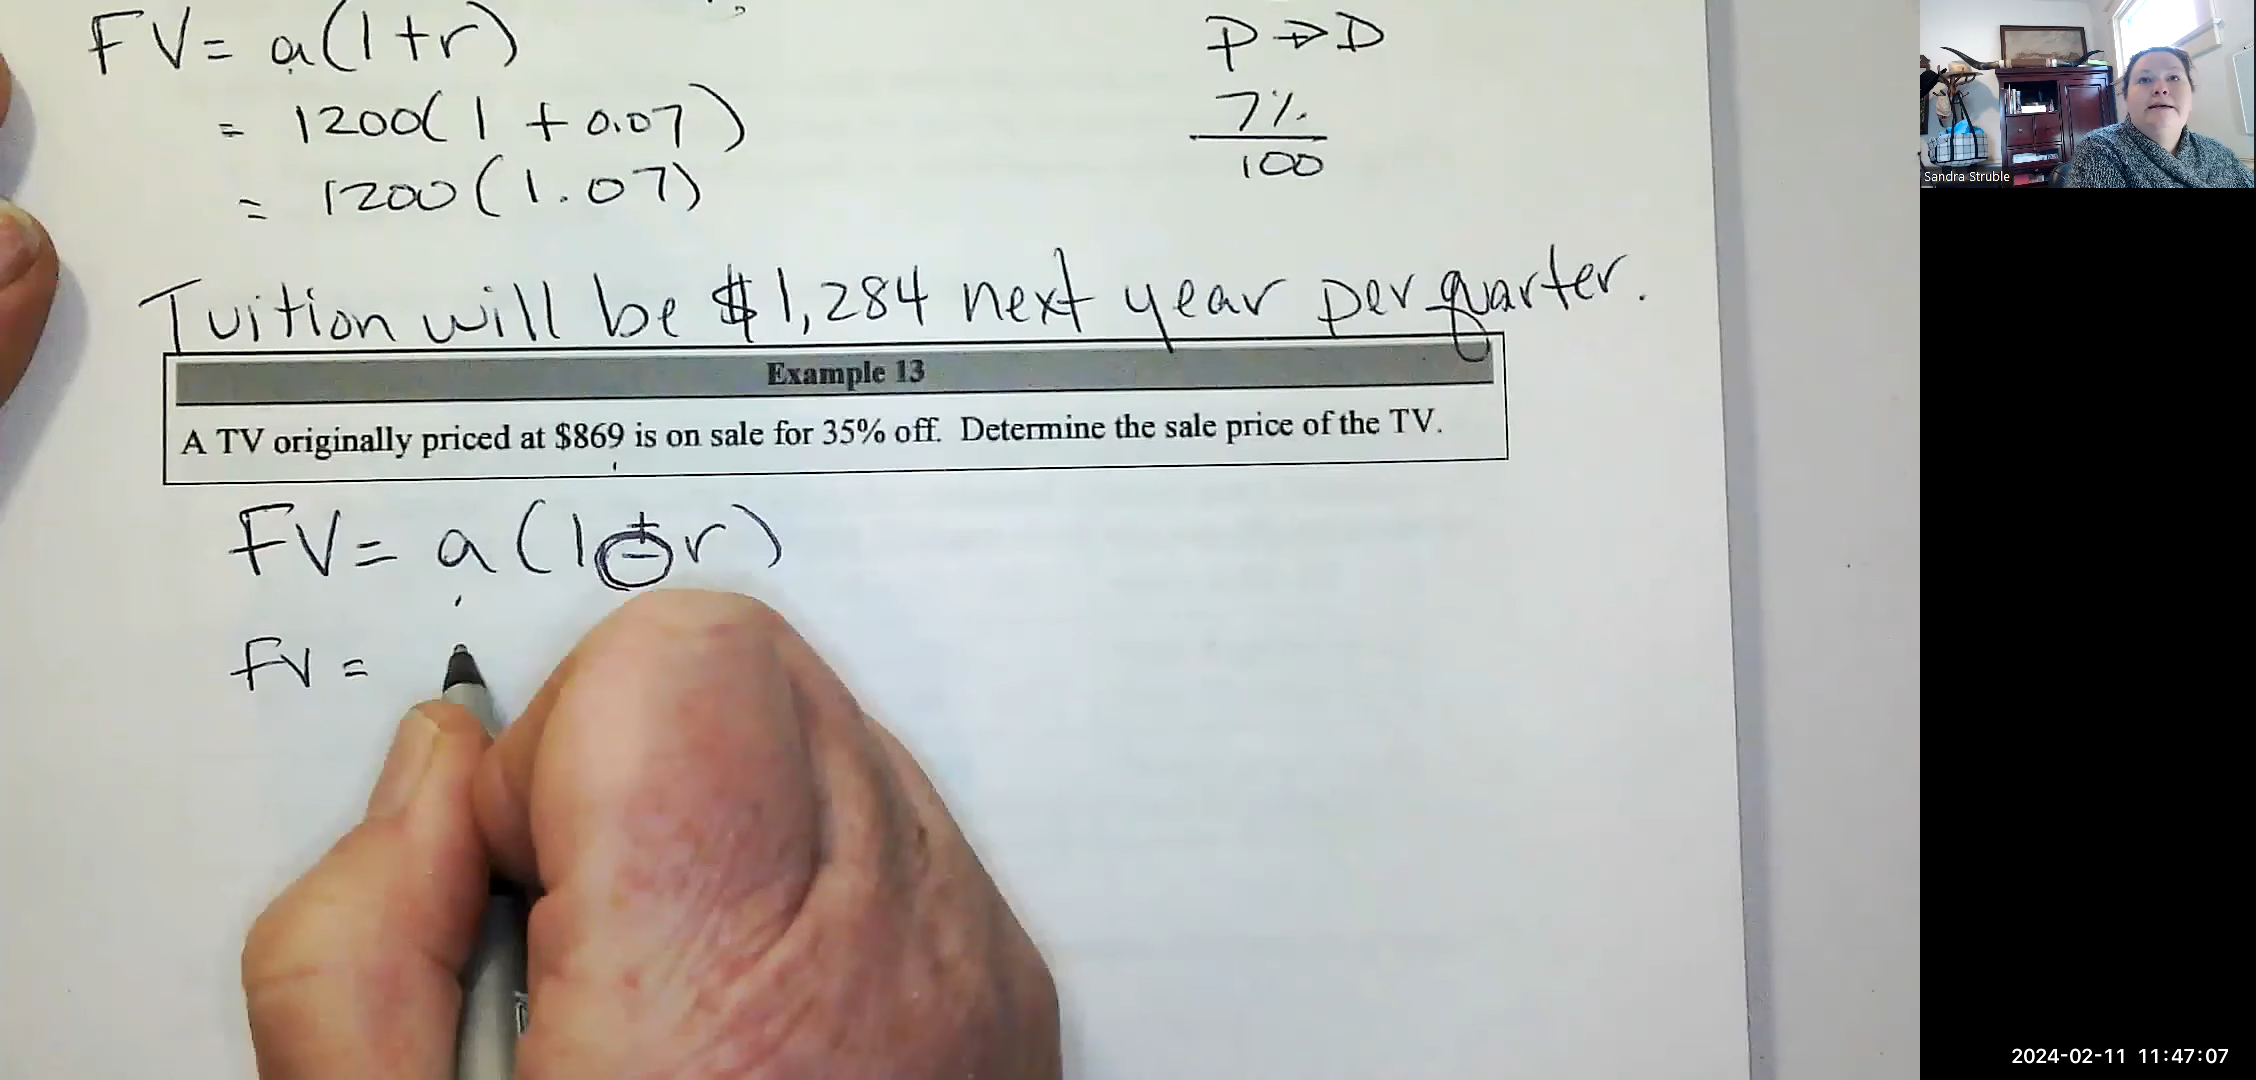 FV = a(1+r)
= 1200(1 + 0.07)
= 1200(1.07)
P → D
7%
100
Tuition will be $1,284 next year per quarter.
Example 13
A TV originally priced at $869 is on sale for 35% off. Determine the sale price of the TV.
FV = a(1±r)
FV =
Sandra Struble
2024-02-11 11:47:07